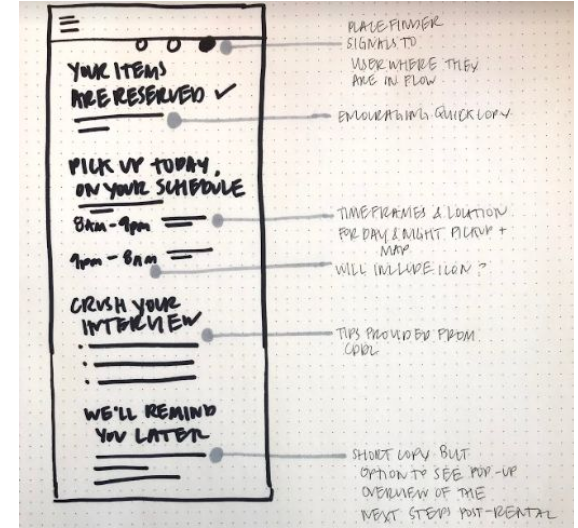 YOUR ITEMS
ARE RESERVED ✓
PICK UP TODAY,
ON YOUR SCHEDULE
8AM-9PM
9PM - 8AM
CRUSH YOUR
INTERVIEW
WE'LL REMIND
YOU LATER
PLACE FINDER
SIGNALS TO
USER WHERE THEY
ARE IN FLOW
ENCOURAGING QUICK COPY
TIMEFRAMES & LOCATION
FOR DAY & NIGHT PICKUP +
MAP
WILL INCLUDE ICON?
TIPS PROVIDED FROM
SHORT COPY BUT
OPTION TO SEE POP-UP
OVERVIEW OF THE
NEXT STEPS POST-RENTAL